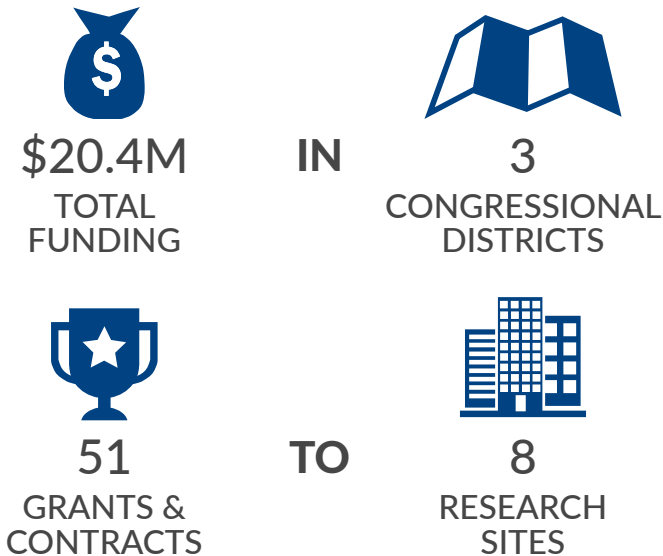 $
$20.4M IN 3
TOTAL CONGRESSIONAL
FUNDING DISTRICTS
51 TO 8
GRANTS & RESEARCH
CONTRACTS SITES